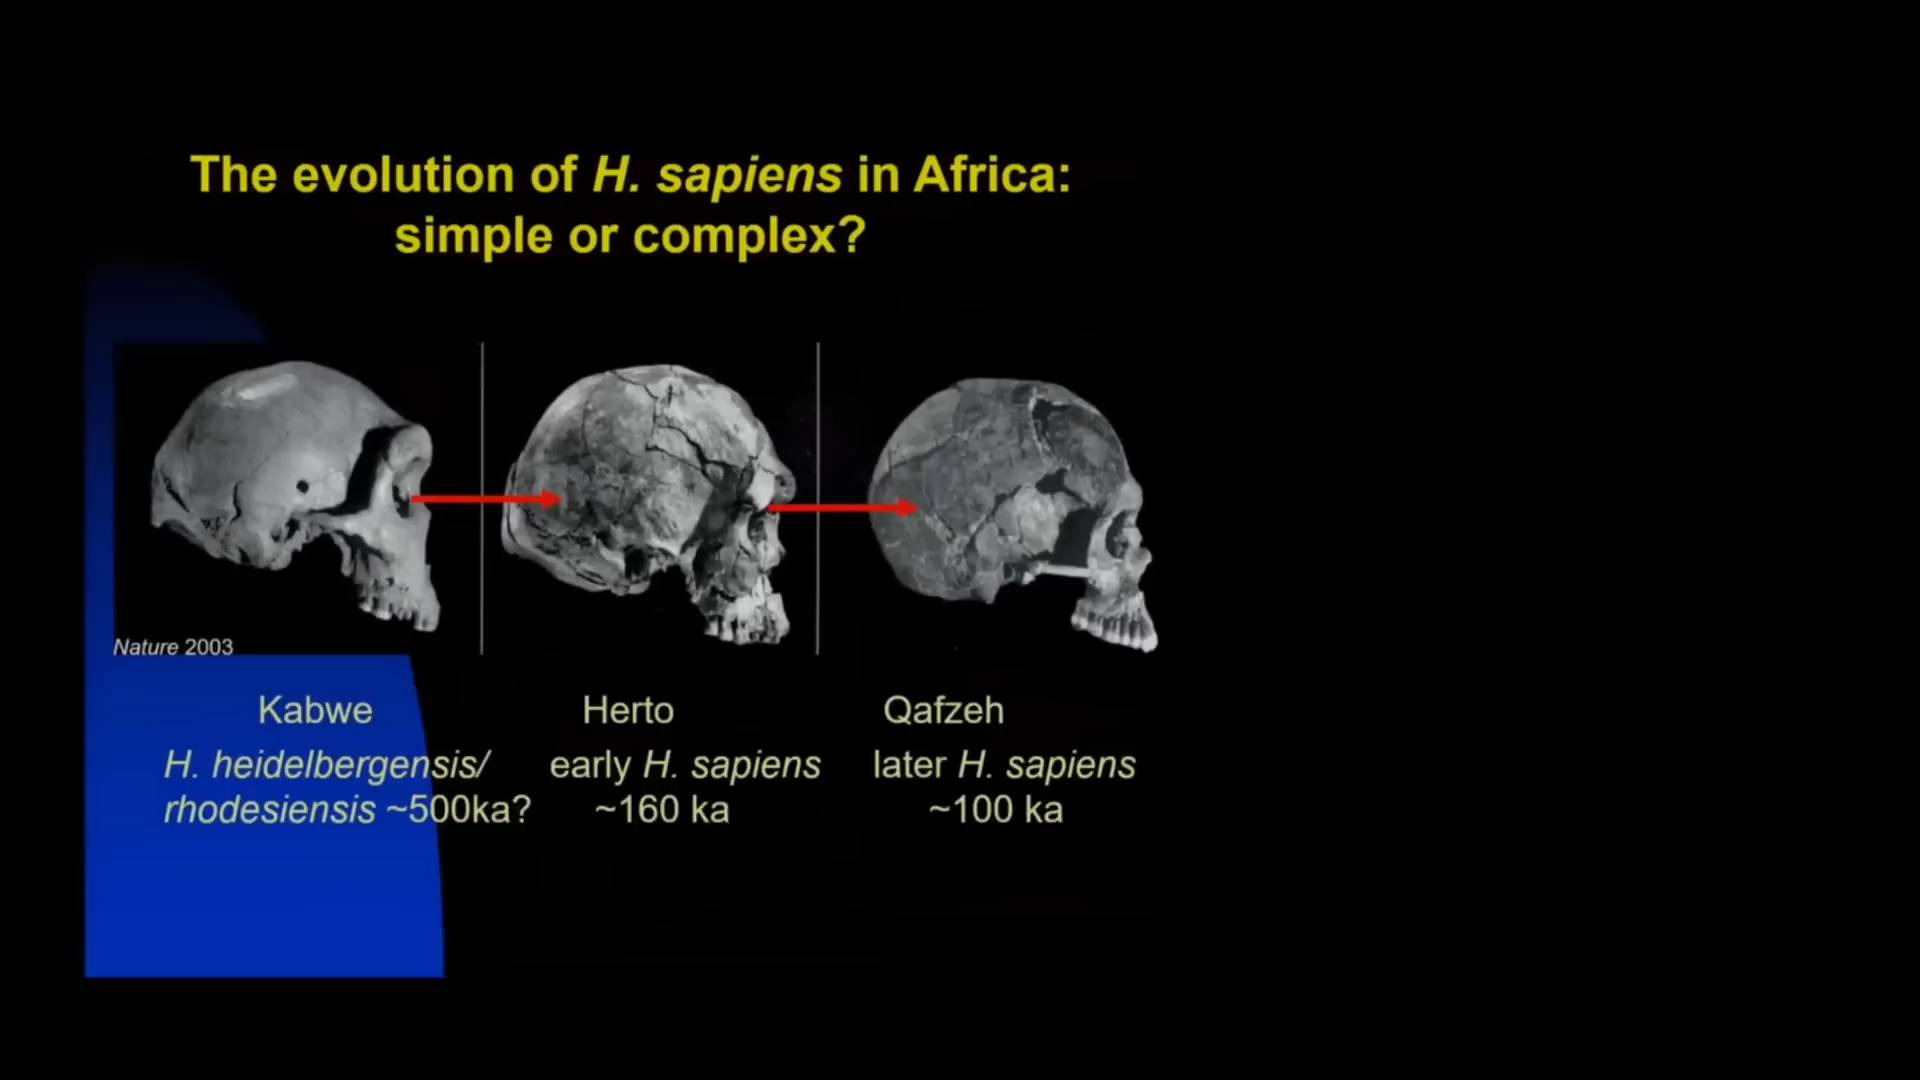 The evolution of H. sapiens in Africa:
simple or complex?
Nature 2003
Kabwe
H. heidelbergensis/
rhodesiensis ~500ka?
Herto
early H. sapiens
~160 ka
Qafzeh
later H. sapiens
~100 ka